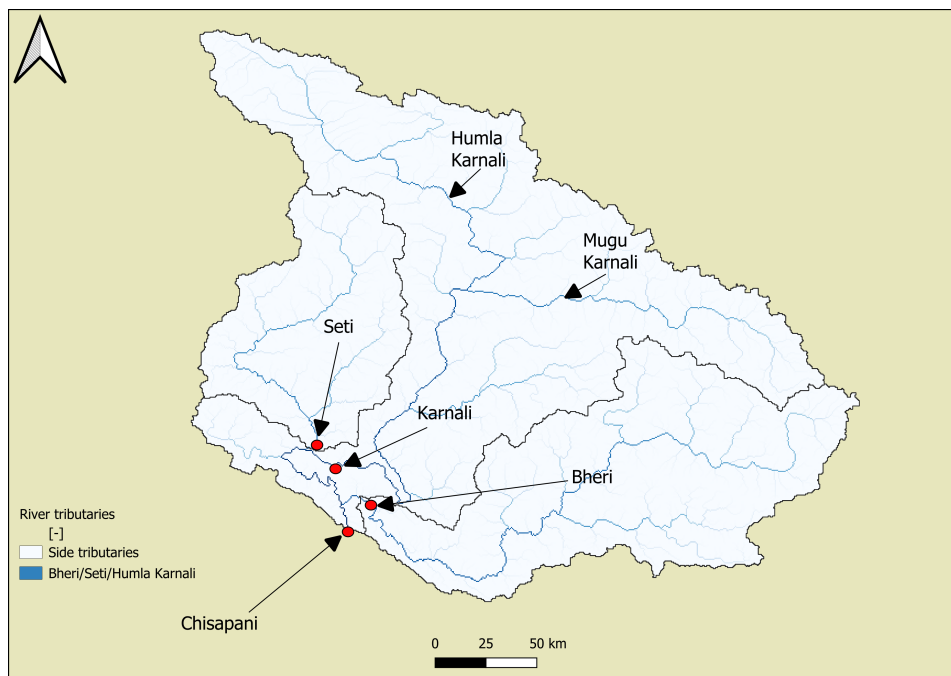 Humla
Karnali
Mugu
Karnali
Seti
Karnali
Bheri
River tributaries
[-]
Side tributaries
Bheri/Seti/Humla Karnali
Chisapani
0 25 50 km